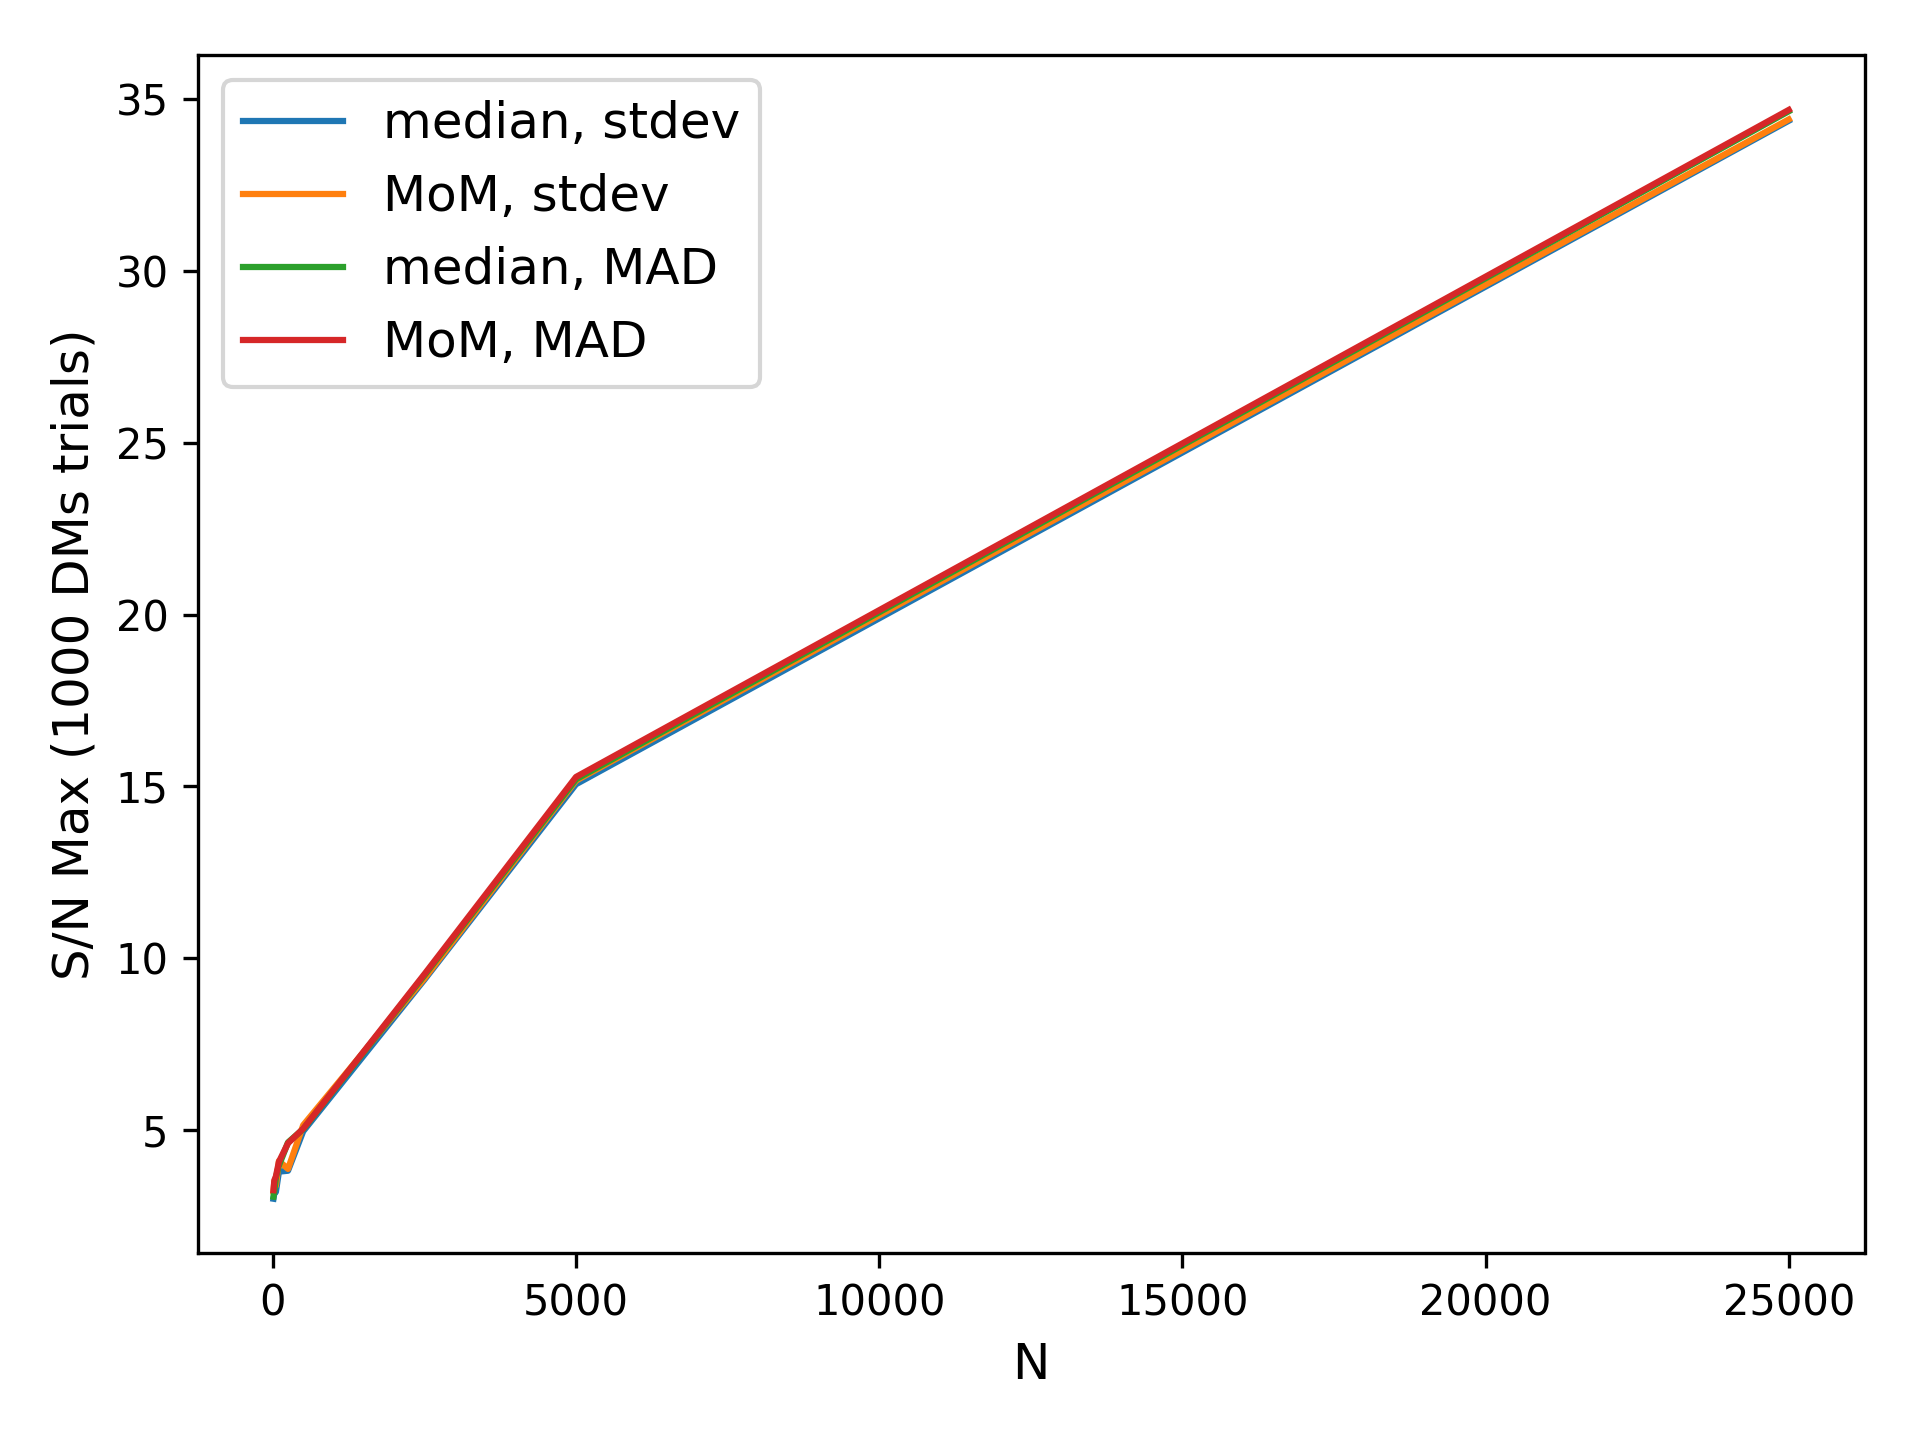 median, stdev
MoM, stdev
median, MAD
MoM, MAD
S/N Max (1000 DMs trials)
35
30
25
20
15
10
5
0 5000 10000 15000 20000 25000
N